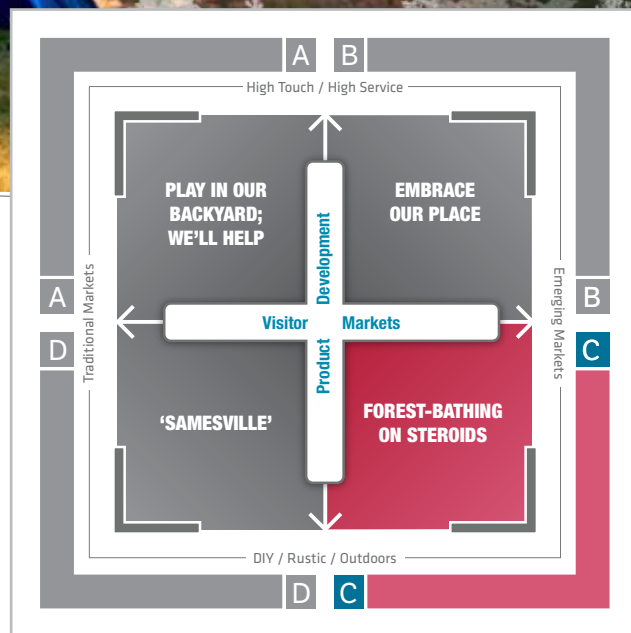 A B
High Touch / High Service
PLAY IN OUR
BACKYARD;
WE’LL HELP
EMBRACE
OUR PLACE
Development
Traditional Markets
Emerging Markets
A
B
Visitor Markets
D
C
Product
‘SAMESVILLE’
FOREST-BATHING
ON STEROIDS
DIY / Rustic / Outdoors
D C